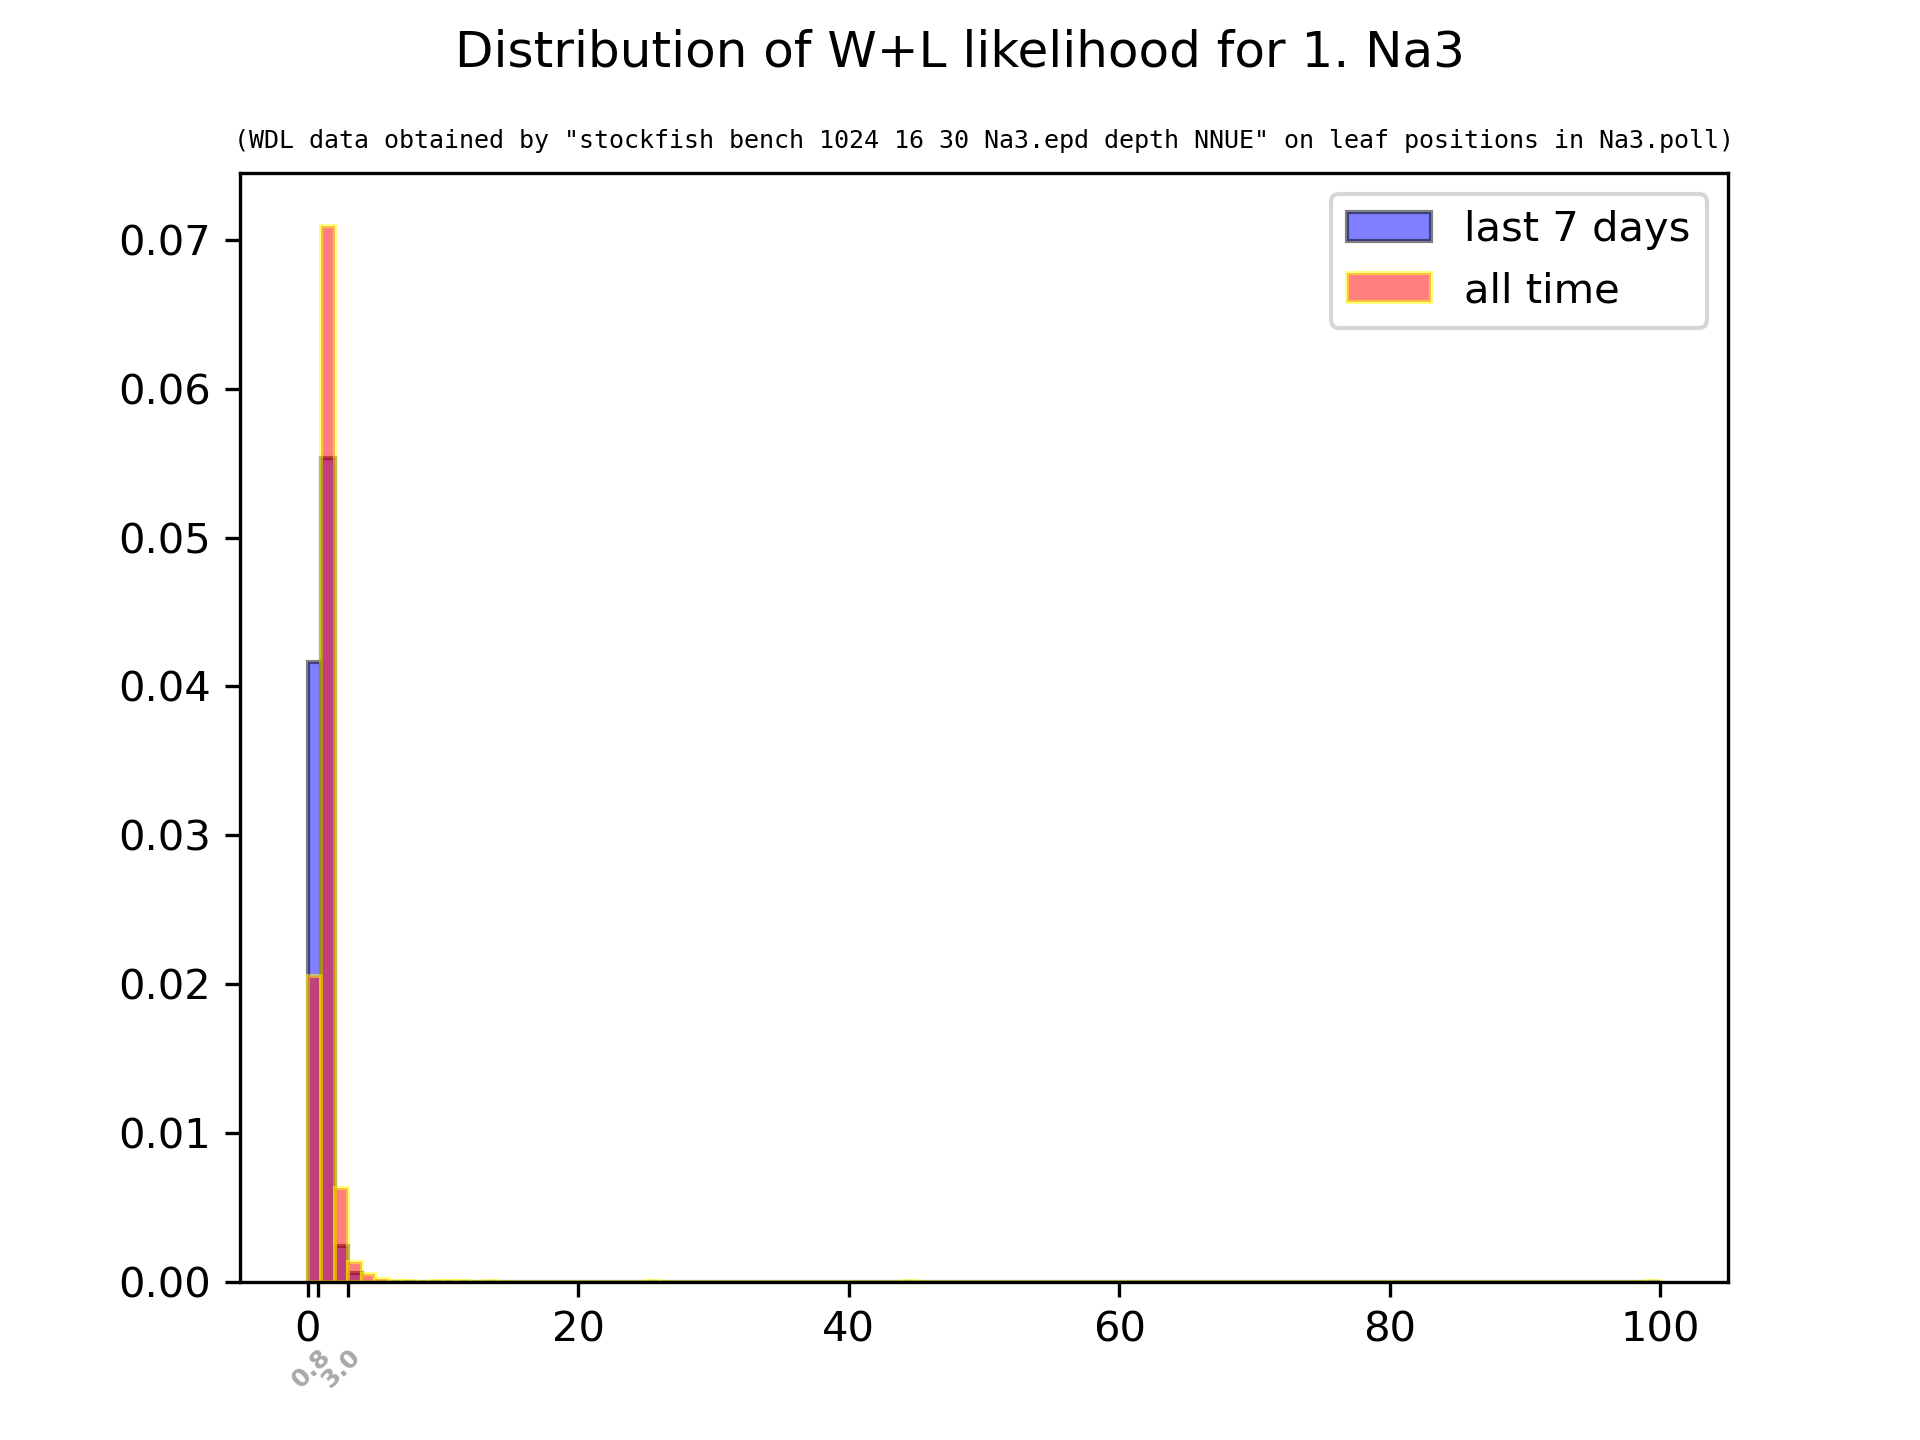 Distribution of W+L likelihood for 1. Na3
(WDL data obtained by "stockfish bench 1024 16 30 Na3.epd depth NNUE" on leaf positions in Na3.poll)
last 7 days
all time
0.07
0.06
0.05
0.04
0.03
0.02
0.01
0.00
0 20 40 60 80 100
0.8 3.0